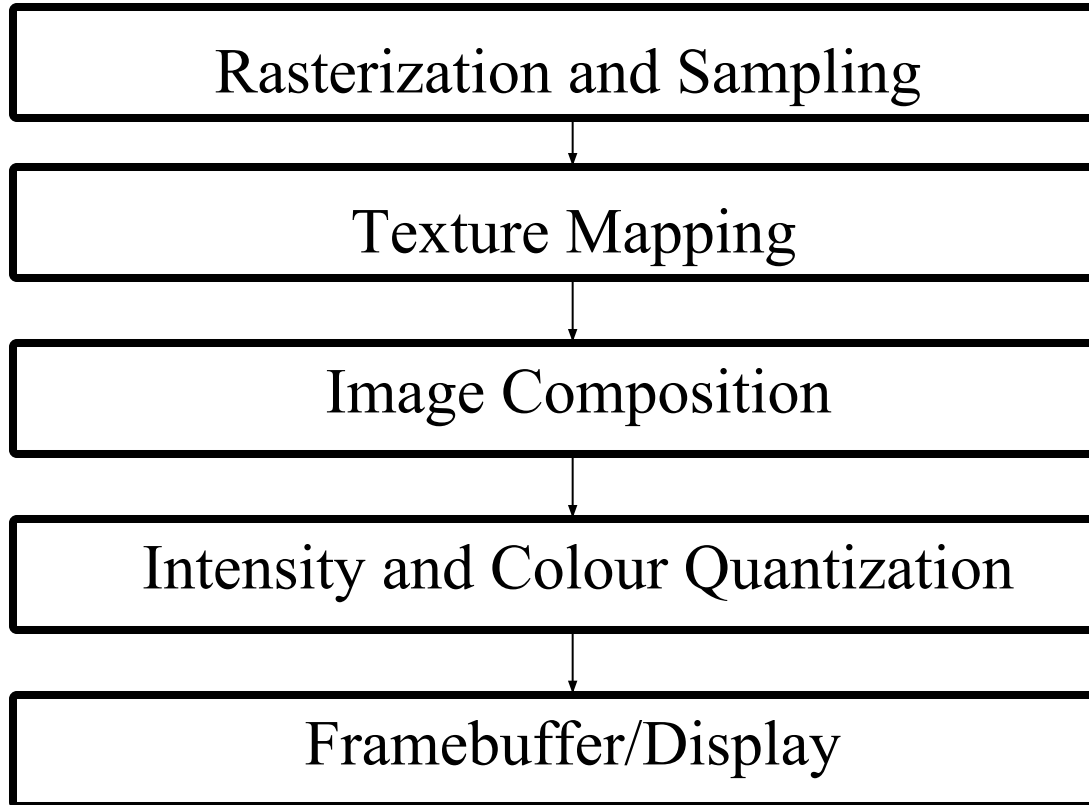 Rasterization and Sampling
Texture Mapping
Image Composition
Intensity and Colour Quantization
Framebuffer/Display